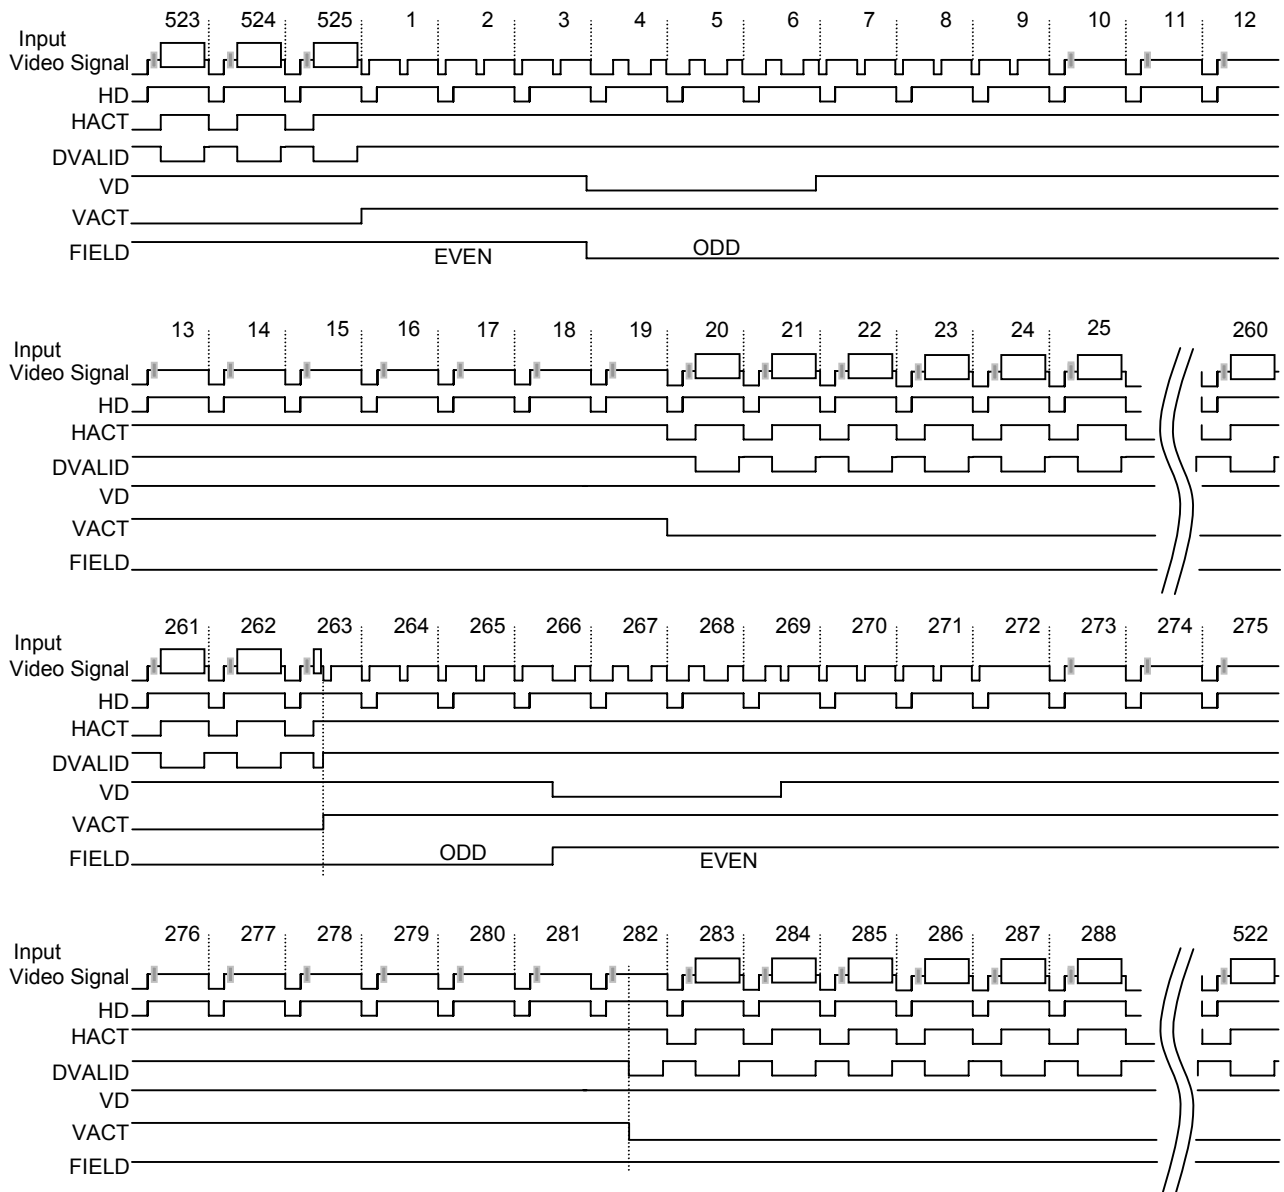 523 524 525 1 2 3 4 5 6 7 8 9 10 11 12
Input
Video Signal
HD
HACT
DVALID
VD
VACT
FIELD
EVEN ODD
13 14 15 16 17 18 19 20 21 22 23 24 25 260
Input
Video Signal
HD
HACT
DVALID
VD
VACT
FIELD
261 262 263 264 265 266 267 268 269 270 271 272 273 274 275
Input
Video Signal
HD
HACT
DVALID
VD
VACT
FIELD
ODD EVEN
276 277 278 279 280 281 282 283 284 285 286 287 288 522
Input
Video Signal
HD
HACT
DVALID
VD
VACT
FIELD